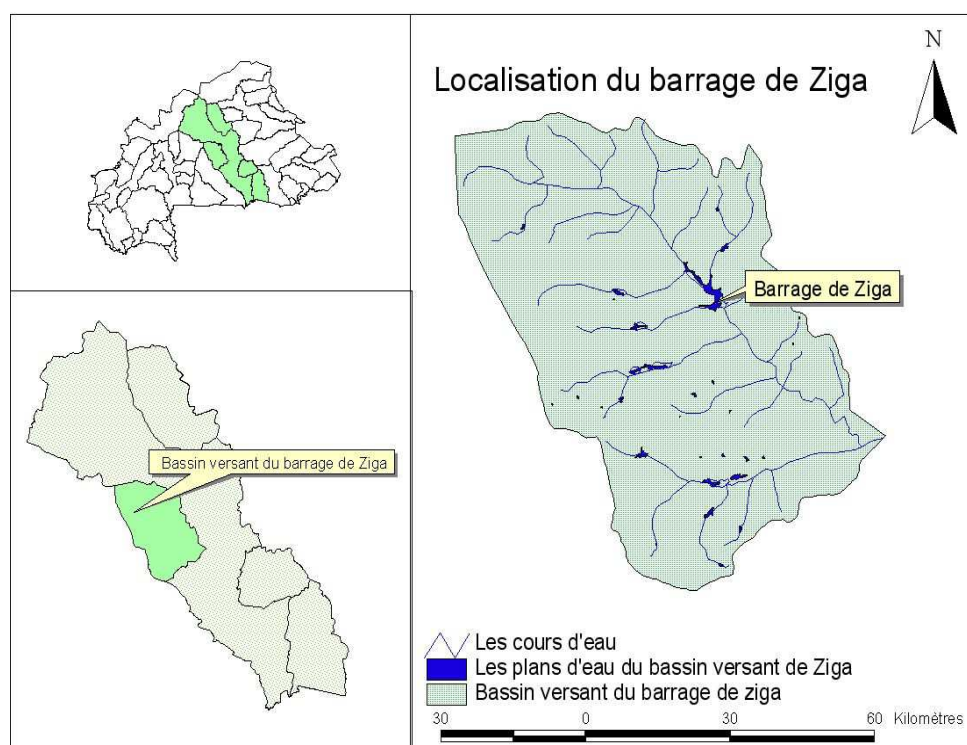 N
Localisation du barrage de Ziga
Barrage de Ziga
Bassin versant du barrage de Ziga
Les cours d'eau
Les plans d'eau du bassin versant de Ziga
Bassin versant du barrage de ziga
30 0 30 60 Kilomètres